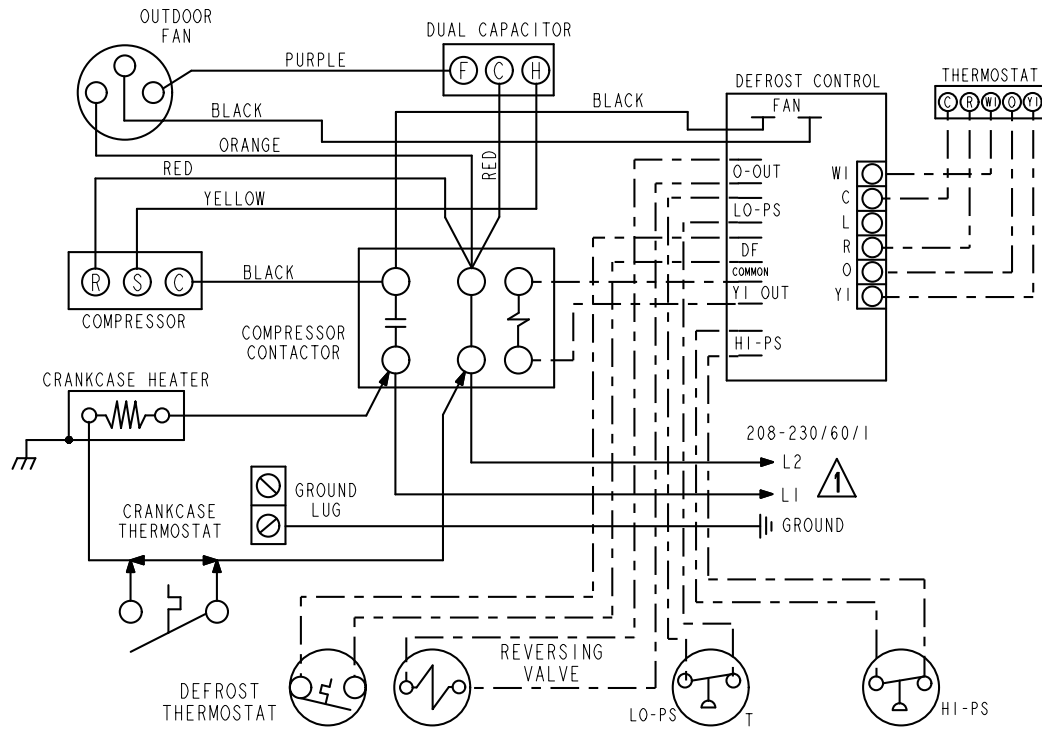 OUTDOOR
FAN
DUAL CAPACITOR
PURPLE
F C H
DEFROST CONTROL
THERMOSTAT
C R W1 O Y1
BLACK
FAN
BLACK
ORANGE
RED
RED
YELLOW
O-OUT
LO-PS
DF
COMMON
Y1 OUT
HI-PS
W1
C
L
R
O
Y1
R S C
BLACK
COMPRESSOR
COMPRESSOR
CONTACTOR
CRANKCASE HEATER
208-230/60/1
L2
L1
1
GROUND
GROUND
LUG
CRANKCASE
THERMOSTAT
REVERSING
VALVE
DEFROST
THERMOSTAT
LO-PS
T
HI-PS